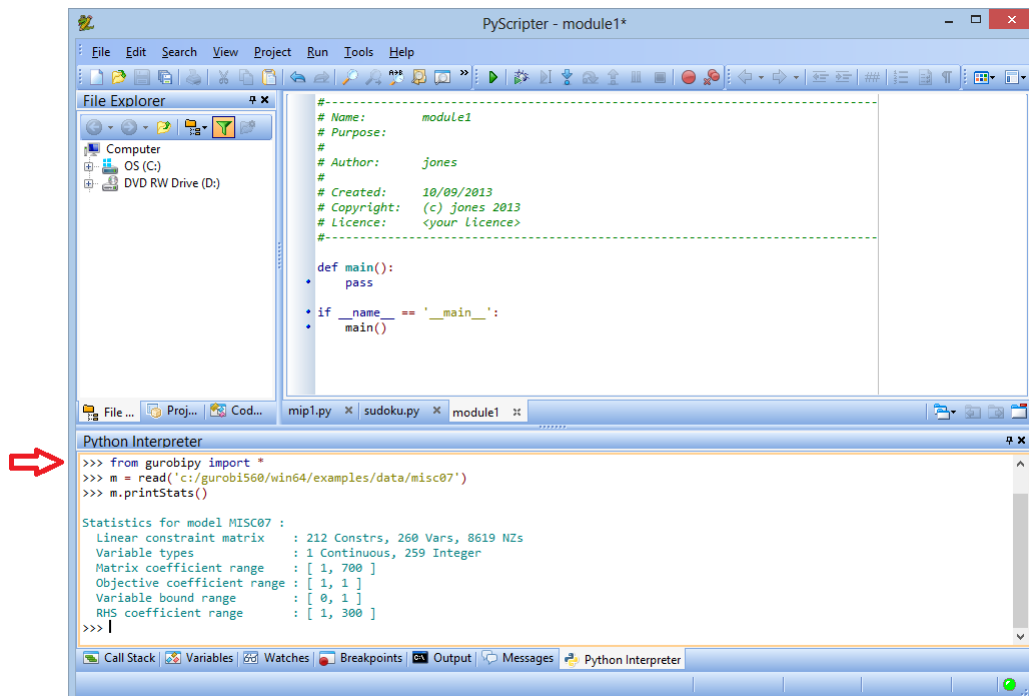 PyScripter - module1*
File Edit Search View Project Run Tools Help
File Explorer
Computer
OS (C:)
DVD RW Drive (D:)
File ... Proj... Cod...
#------------------------------------------------------------------------------
# Name: module1
# Purpose:
#
# Author: jones
#
# Created: 10/09/2013
# Copyright: (c) jones 2013
# Licence: <your licence>
#------------------------------------------------------------------------------
def main():
pass
if __name__ == '__main__':
main()
mip1.py sudoku.py module1
Python Interpreter
>>> from gurobipy import *
>>> m = read('c:/gurobi560/win64/examples/data/misc07')
>>> m.printStats()
Statistics for model MISC07 :
Linear constraint matrix : 212 Constrs, 260 Vars, 8619 NZs
Variable types : 1 Continuous, 259 Integer
Matrix coefficient range : [ 1, 700 ]
Objective coefficient range : [ 1, 1 ]
Variable bound range : [ 0, 1 ]
RHS coefficient range : [ 1, 300 ]
>>>
Call Stack Variables Watches Breakpoints Output Messages Python Interpreter